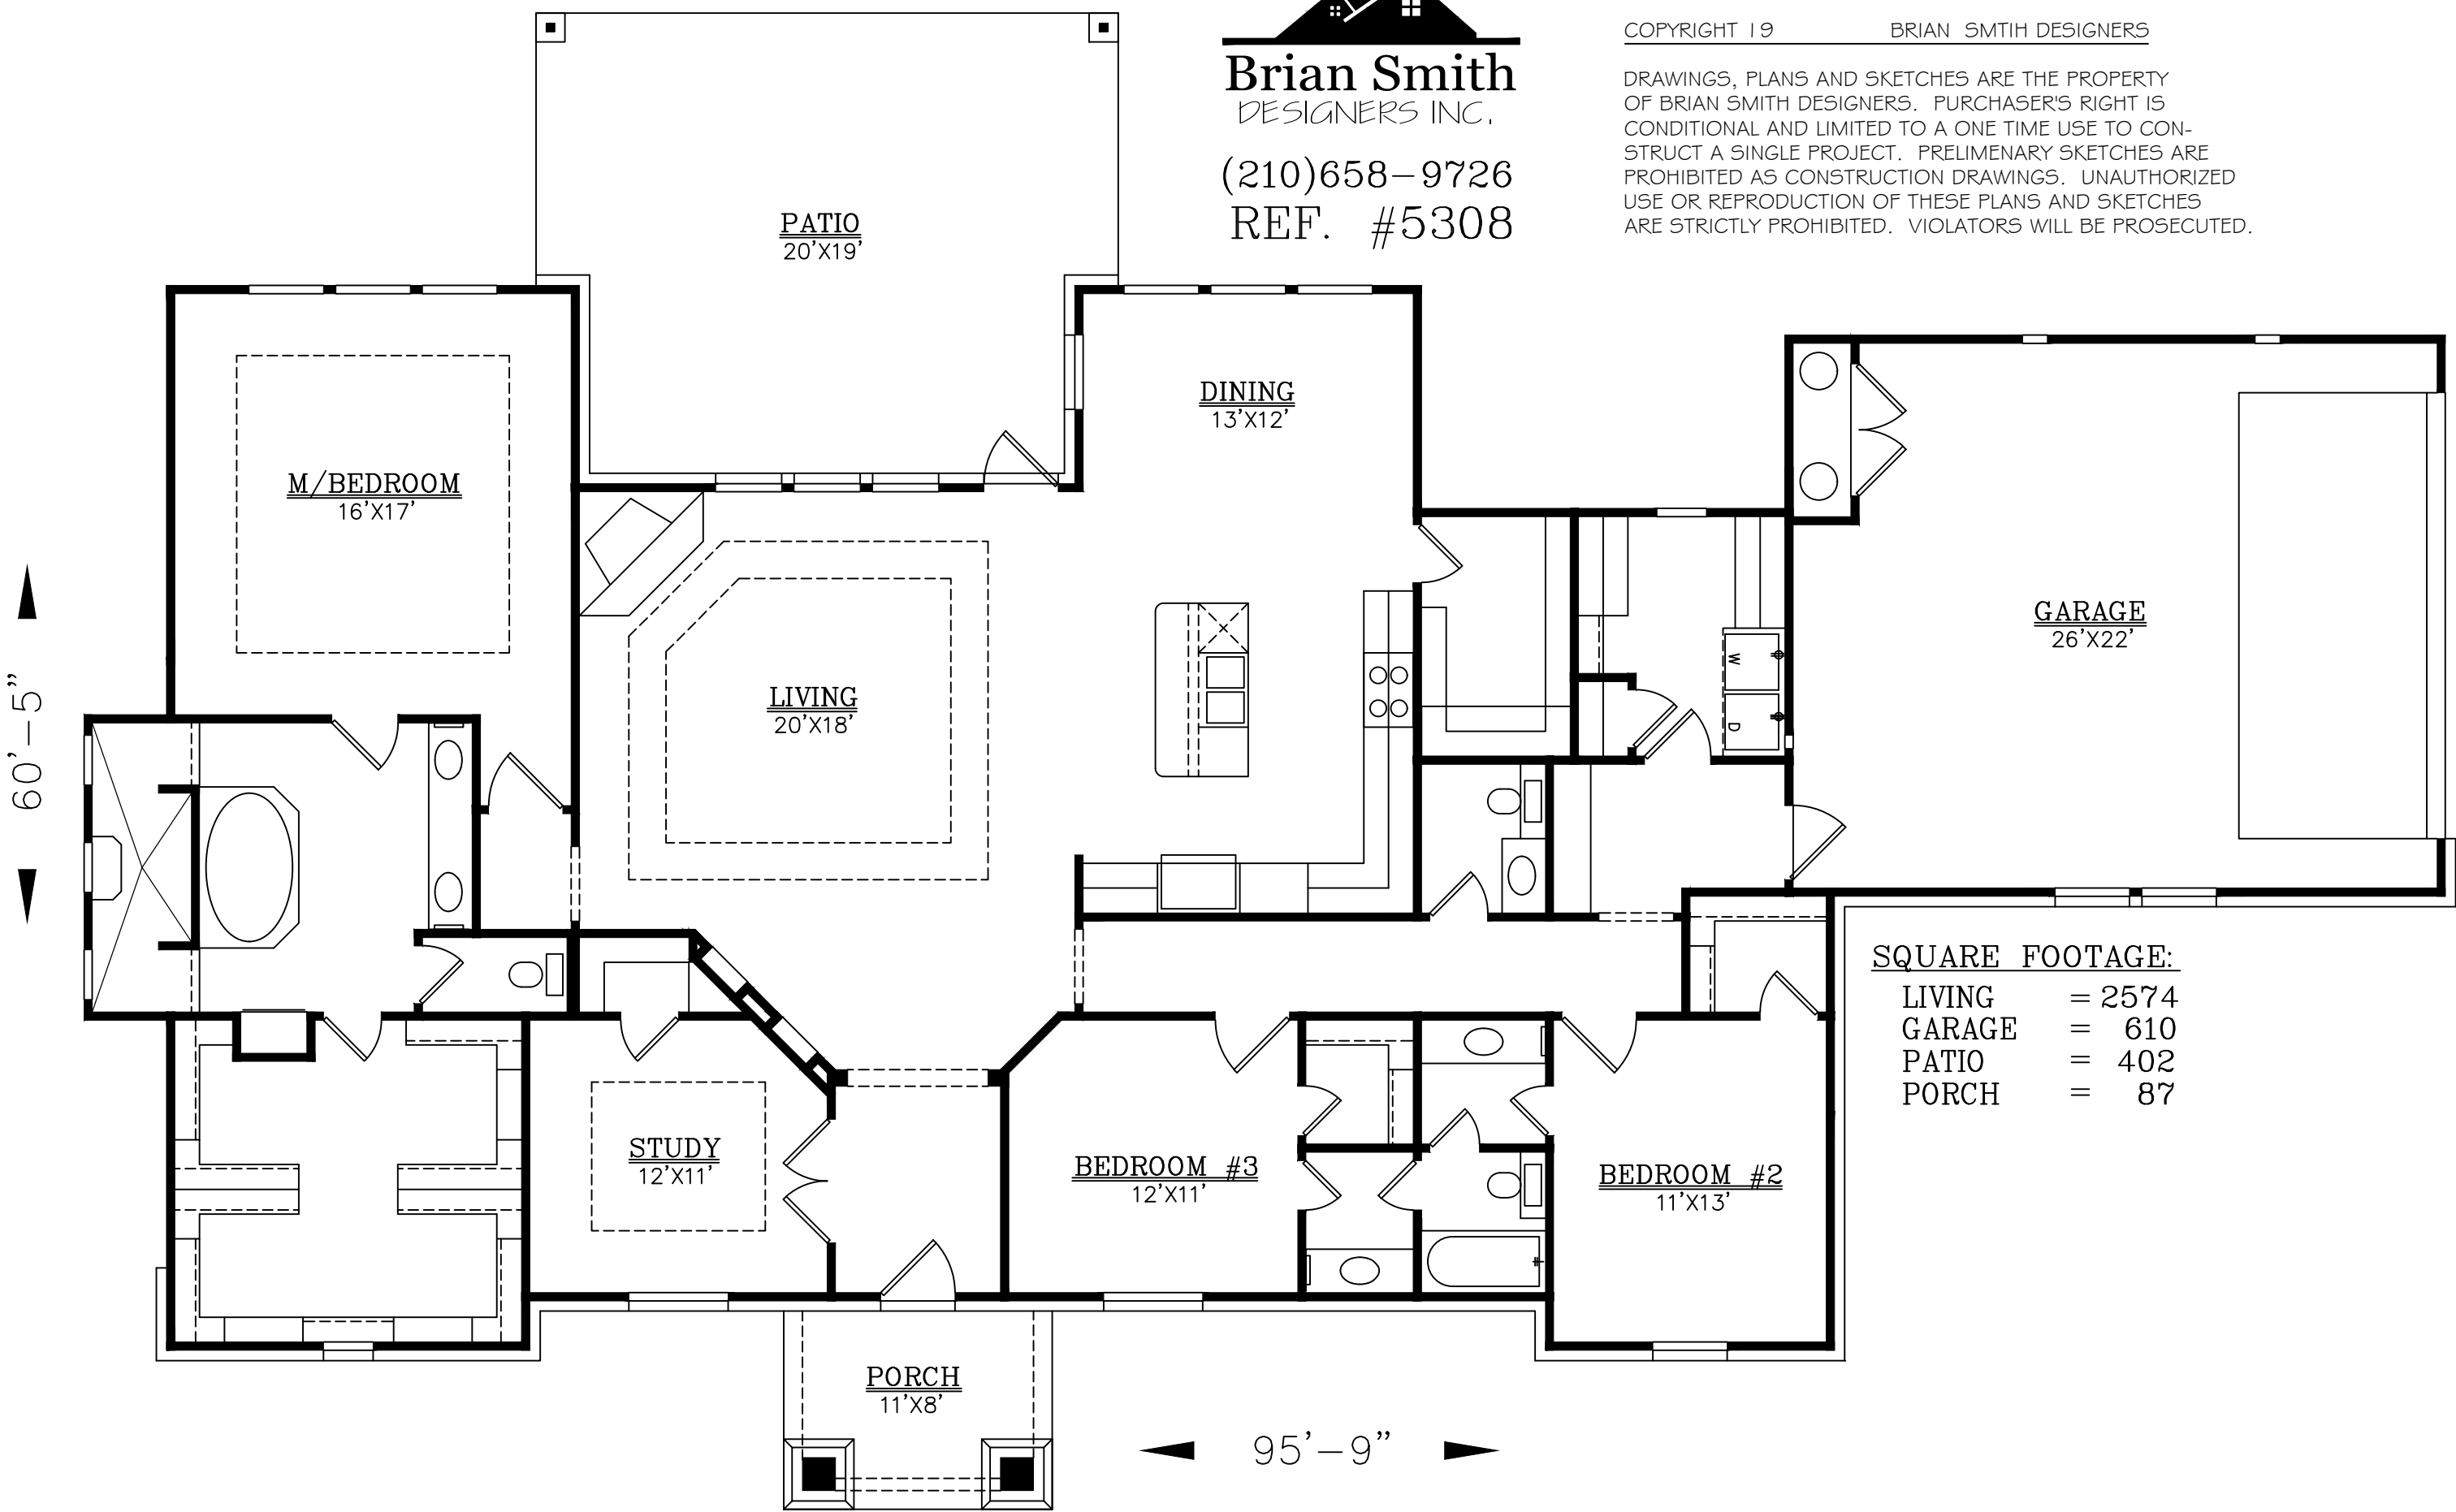 Brian Smith
DESIGNERS INC.
(210)658-9726
REF. #5308
COPYRIGHT 19 BRIAN SMTIH DESIGNERS
DRAWINGS, PLANS AND SKETCHES ARE THE PROPERTY
OF BRIAN SMITH DESIGNERS. PURCHASER'S RIGHT IS
CONDITIONAL AND LIMITED TO A ONE TIME USE TO CON-
STRUCT A SINGLE PROJECT. PRELIMENARY SKETCHES ARE
PROHIBITED AS CONSTRUCTION DRAWINGS. UNAUTHORIZED
USE OR REPRODUCTION OF THESE PLANS AND SKETCHES
ARE STRICTLY PROHIBITED. VIOLATORS WILL BE PROSECUTED.
PATIO
20'X19'
DINING
13'X12'
M/BEDROOM
16'X17'
GARAGE
26'X22'
LIVING
20'X18'
W
D
60'-5"
SQUARE FOOTAGE:
LIVING = 2574
GARAGE = 610
PATIO = 402
PORCH = 87
STUDY
12'X11'
BEDROOM #3
12'X11'
BEDROOM #2
11'X13'
PORCH
11'X8'
95'-9"